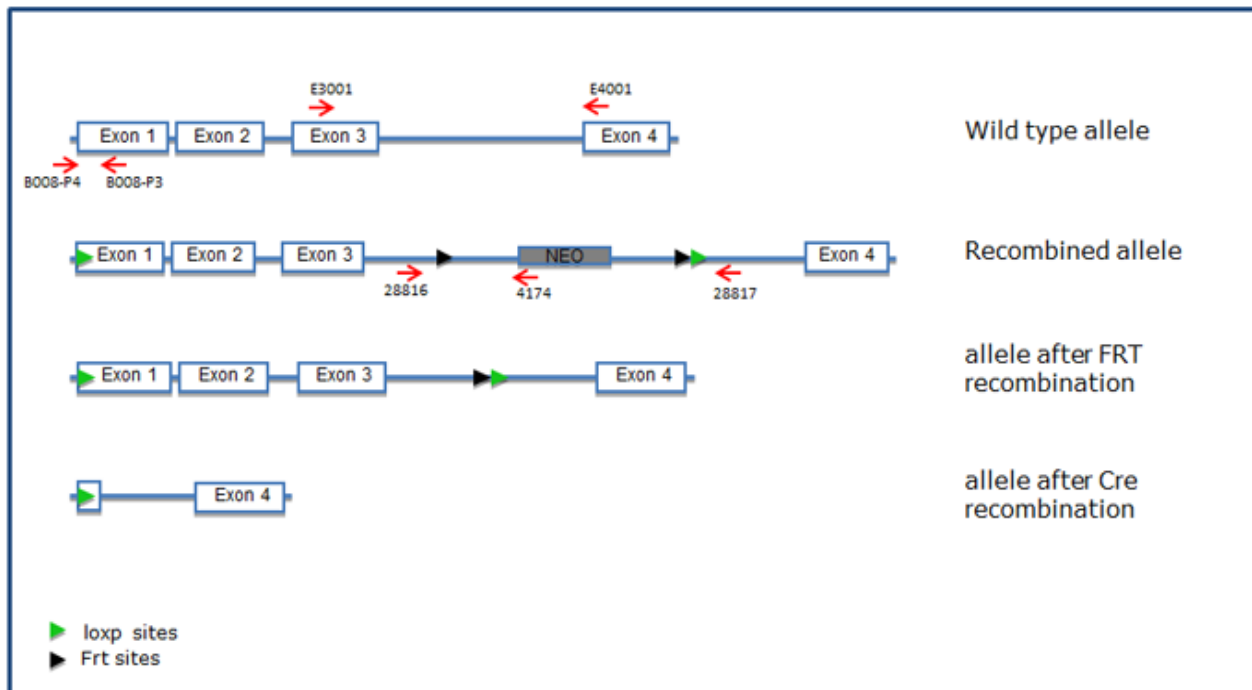 E3001
E4001
Exon 1 Exon 2 Exon 3 Exon 4 Wild type allele
B008-P4 B008-P3
Exon 1 Exon 2 Exon 3 NEO Exon 4 Recombined allele
28816 4174 28817
Exon 1 Exon 2 Exon 3 Exon 4
allele after FRT
recombination
Exon 4
allele after Cre
recombination
loxp sites
Frt sites